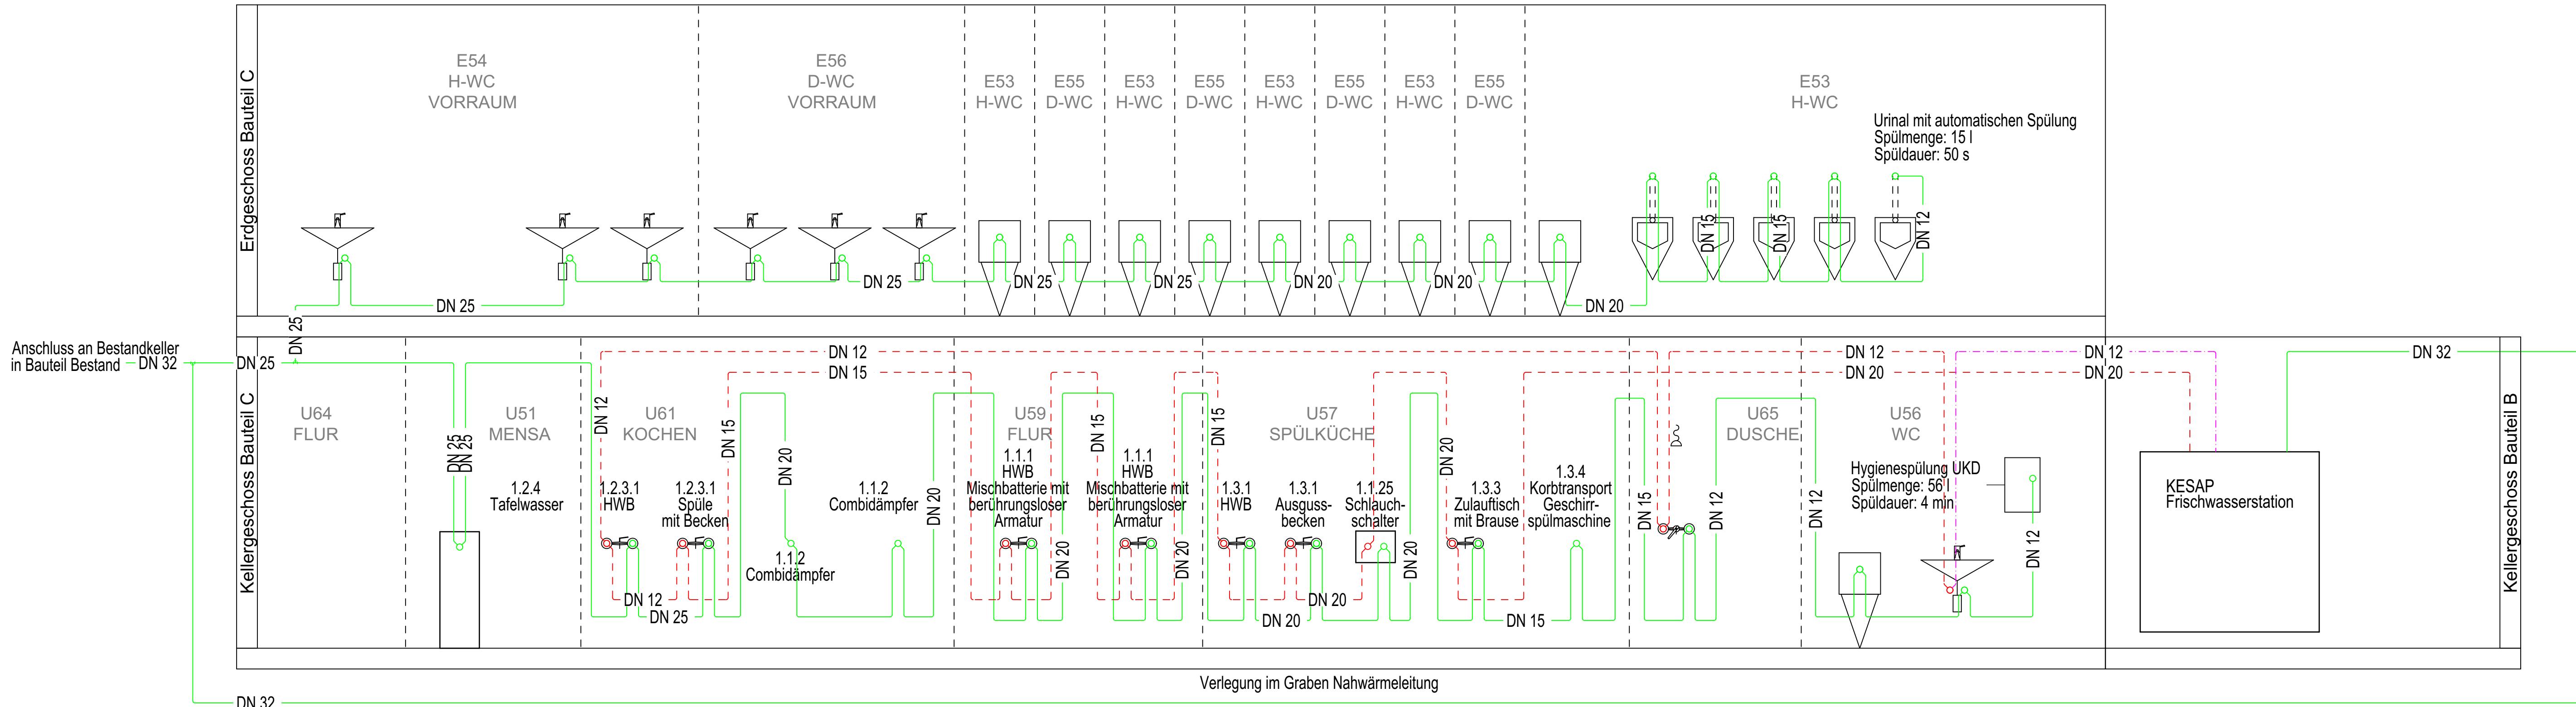 Erdgeschoss Bauteil C
E54
H-WC
VORRAUM
E56
D-WC
VORRAUM
E53
H-WC
E55
D-WC
E53
H-WC
E55
D-WC
E53
H-WC
E55
D-WC
E53
H-WC
E55
D-WC
E53
H-WC
Urinal mit automatischen Spülung
Spülmenge: 15 l
Spüldauer: 50 s
DN 15
DN 15
DN 12
DN 25
DN 25
DN 25
DN 25
DN 20
DN 20
DN 20
DN 25
Anschluss an Bestandkeller
in Bauteil Bestand
DN 32
DN 25
Kellergeschoss Bauteil C
DN 12
DN 15
DN 12
DN 20
DN 12
DN 20
DN 32
U64
FLUR
U51
MENSA
U61
KOCHEN
U59
FLUR
U57
SPÜLKÜCHE
U65
DUSCHE
U56
WC
DN 25
DN 25
DN 12
DN 15
DN 20
DN 20
DN 20
DN 15
DN 20
DN 15
DN 20
DN 20
DN 15
DN 12
DN 12
DN 12
1.2.4
Tafelwasser
1.2.3.1
HWB
1.2.3.1
Spüle
mit Becken
1.1.2
Combidämpfer
1.1.2
Combidämpfer
1.1.1
HWB
Mischbatterie mit
berührungsloser
Armatur
1.1.1
HWB
Mischbatterie mit
berührungsloser
Armatur
1.3.1
HWB
1.3.1
Ausguss-
becken
1.1.25
Schlauch-
schalter
1.3.3
Zulauftisch
mit Brause
1.3.4
Korbtransport
Geschirr-
spülmaschine
Hygienespülung UKD
Spülmenge: 56 l
Spüldauer: 4 min
KESAP
Frischwasserstation
Kellergeschoss Bauteil B
DN 12
DN 25
DN 20
DN 20
DN 15
Verlegung im Graben Nahwärmeleitung
DN 32